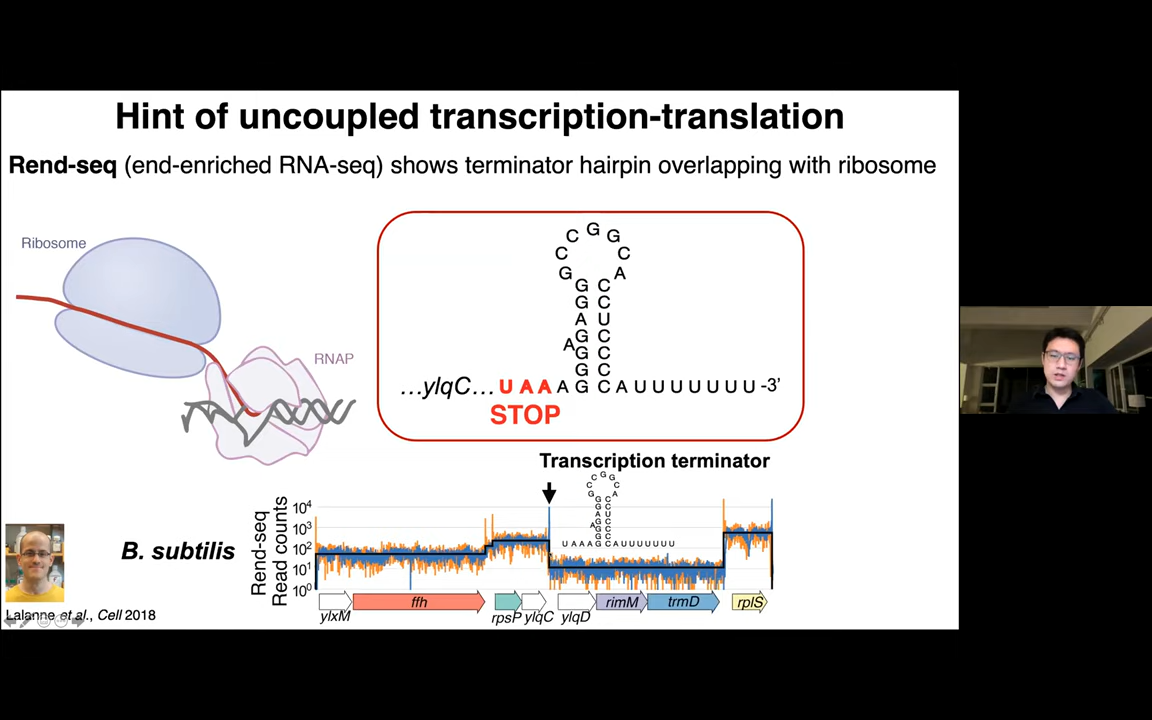 Hint of uncoupled transcription-translation
Rend-seq (end-enriched RNA-seq) shows terminator hairpin overlapping with ribosome
Ribosome
RNAP
C G G
C G
C C
G A
G C
G C
A U
G C
A
G C
G C
...ylqC... U A A A G C A U U U U U U U -3'
STOP
Transcription terminator
B. subtilis
Rend-seq
Read counts
10⁴
10³
10²
10¹
10⁰
U A A A G C A U U U U U U U
ylxM
ffh
rpsP
ylqC
ylqD
rimM
trmD
rplS
Lalanne et al., Cell 2018